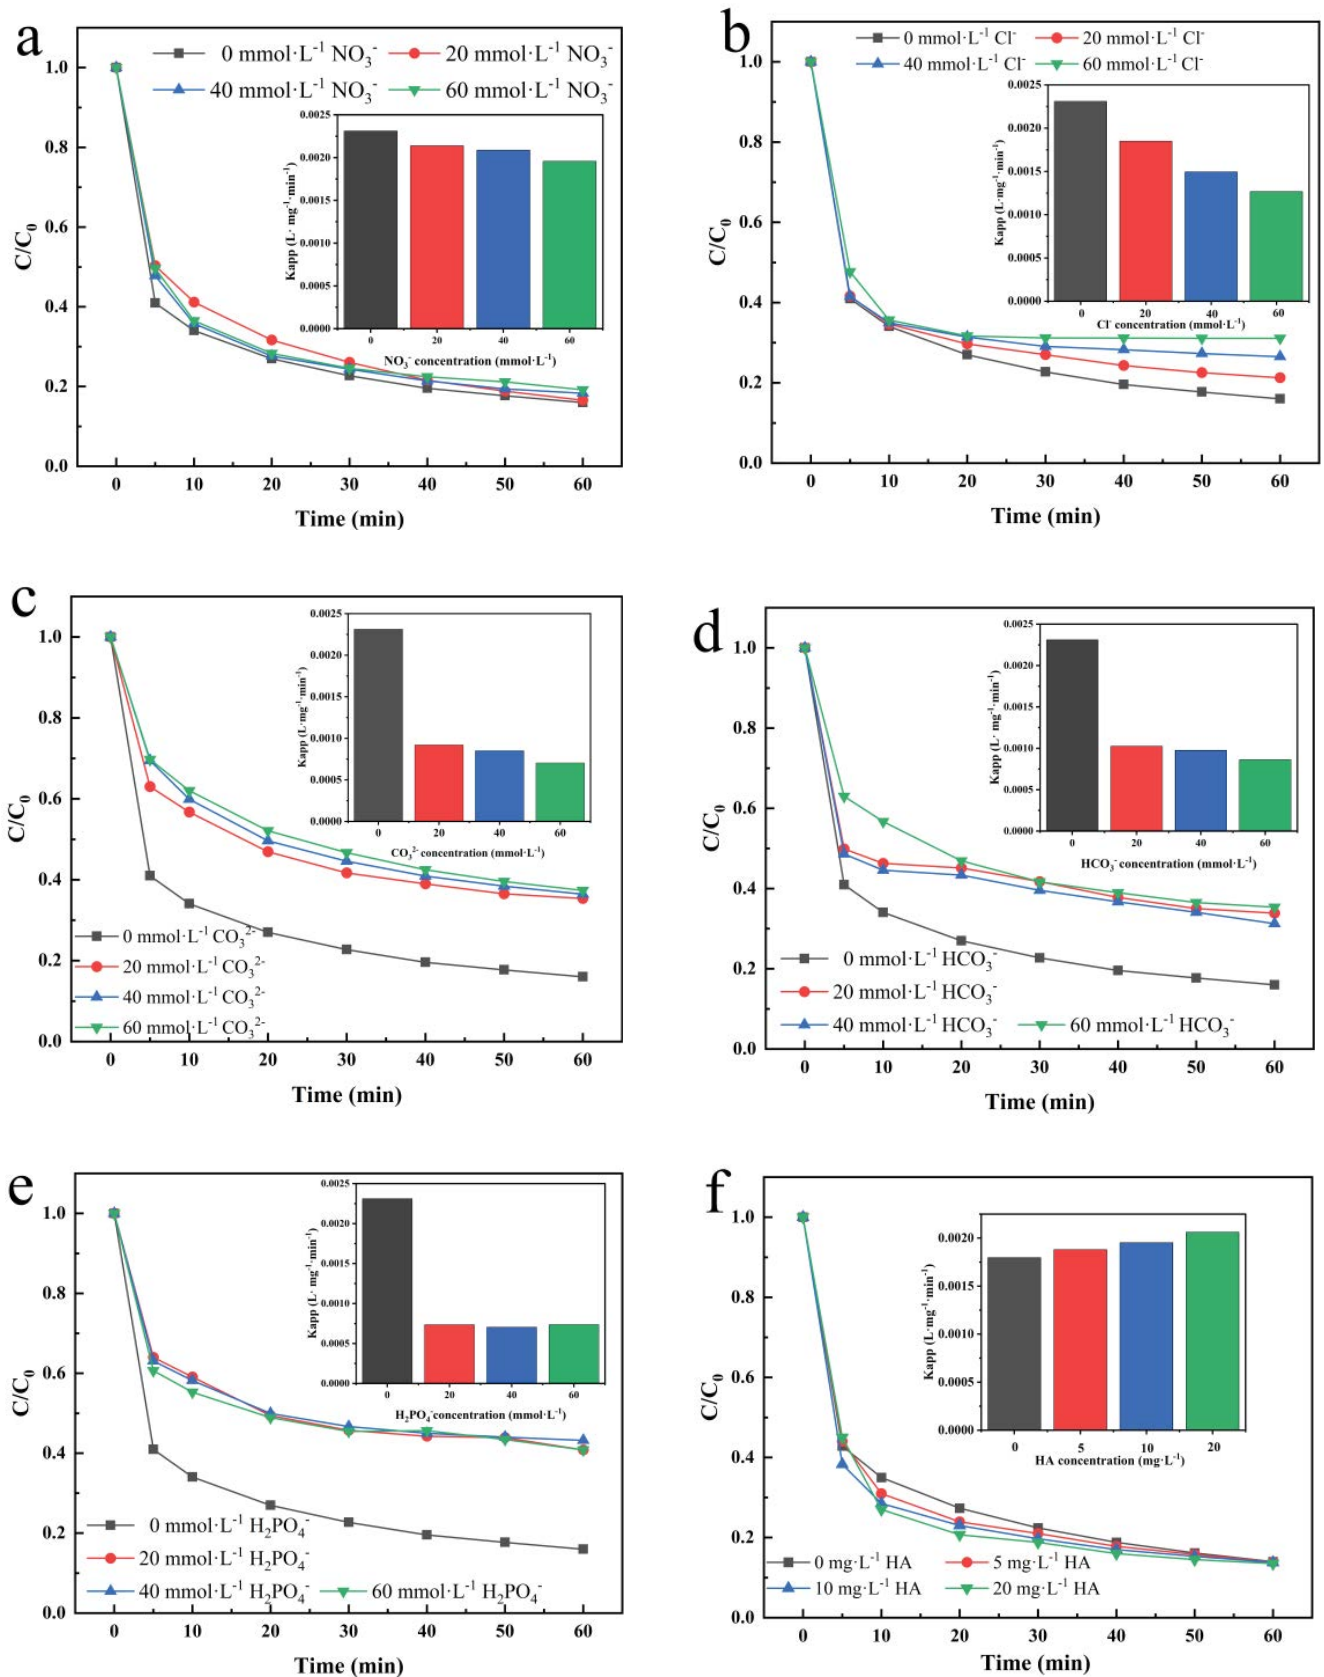 a
0 mmol·L⁻¹ NO₃⁻ 20 mmol·L⁻¹ NO₃⁻
40 mmol·L⁻¹ NO₃⁻ 60 mmol·L⁻¹ NO₃⁻
1.0
0.8
0.6
0.4
0.2
0.0
C/C₀
0 10 20 30 40 50 60
Time (min)
0.0025
0.0020
0.0015
0.0010
0.0005
0.0000
Kapp (L· mg⁻¹·min⁻¹)
0 20 40 60
NO₃⁻ concentration (mmol·L⁻¹)
b
0 mmol·L⁻¹ Cl⁻ 20 mmol·L⁻¹ Cl⁻
40 mmol·L⁻¹ Cl⁻ 60 mmol·L⁻¹ Cl⁻
1.0
0.8
0.6
0.4
0.2
0.0
C/C₀
0 10 20 30 40 50 60
Time (min)
0.0025
0.0020
0.0015
0.0010
0.0005
0.0000
Kapp (L·mg⁻¹·min⁻¹)
0 20 40 60
Cl⁻ concentration (mmol·L⁻¹)
c
1.0
0.8
0.6
0.4
0.2
0.0
C/C₀
0 10 20 30 40 50 60
Time (min)
0 mmol·L⁻¹ CO₃²⁻
20 mmol·L⁻¹ CO₃²⁻
40 mmol·L⁻¹ CO₃²⁻
60 mmol·L⁻¹ CO₃²⁻
0.0025
0.0020
0.0015
0.0010
0.0005
0.0000
Kapp (L·mg⁻¹·min⁻¹)
0 20 40 60
CO₃²⁻ concentration (mmol·L⁻¹)
d
1.0
0.8
0.6
0.4
0.2
0.0
C/C₀
0 10 20 30 40 50 60
Time (min)
0 mmol·L⁻¹ HCO₃⁻
20 mmol·L⁻¹ HCO₃⁻
40 mmol·L⁻¹ HCO₃⁻ 60 mmol·L⁻¹ HCO₃⁻
0.0025
0.0020
0.0015
0.0010
0.0005
0.0000
Kapp (L· mg⁻¹·min⁻¹)
0 20 40 60
HCO₃⁻ concentration (mmol·L⁻¹)
e
1.0
0.8
0.6
0.4
0.2
0.0
C/C₀
0 10 20 30 40 50 60
Time (min)
0 mmol·L⁻¹ H₂PO₄⁻
20 mmol·L⁻¹ H₂PO₄⁻
40 mmol·L⁻¹ H₂PO₄⁻ 60 mmol·L⁻¹ H₂PO₄⁻
0.0025
0.0020
0.0015
0.0010
0.0005
0.0000
Kapp (L· mg⁻¹·min⁻¹)
0 20 40 60
H₂PO₄⁻concentration (mmol·L⁻¹)
f
1.0
0.8
0.6
0.4
0.2
0.0
C/C₀
0 10 20 30 40 50 60
Time (min)
0 mg·L⁻¹ HA 5 mg·L⁻¹ HA
10 mg·L⁻¹ HA 20 mg·L⁻¹ HA
0.0020
0.0015
0.0010
0.0005
0.0000
Kapp (L·mg⁻¹·min⁻¹)
0 5 10 20
HA concentration (mg·L⁻¹)